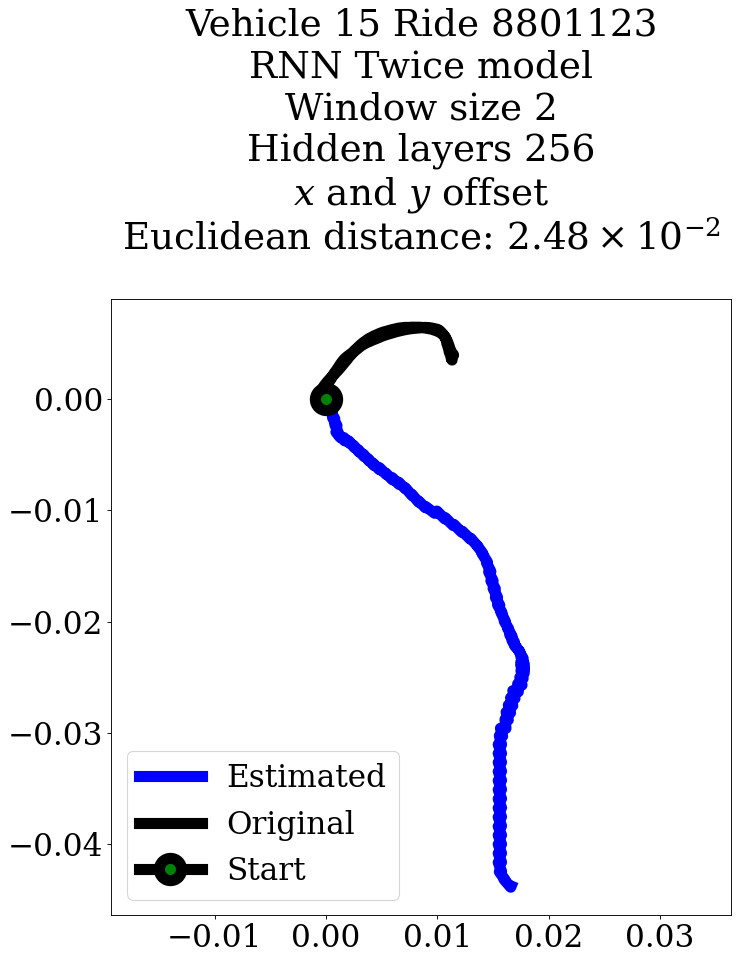 Vehicle 15 Ride 8801123
RNN Twice model
Window size 2
Hidden layers 256
x and y offset
Euclidean distance: 2.48 × 10⁻²
0.00
−0.01
−0.02
−0.03
−0.04
Estimated
Original
Start
−0.01 0.00 0.01 0.02 0.03